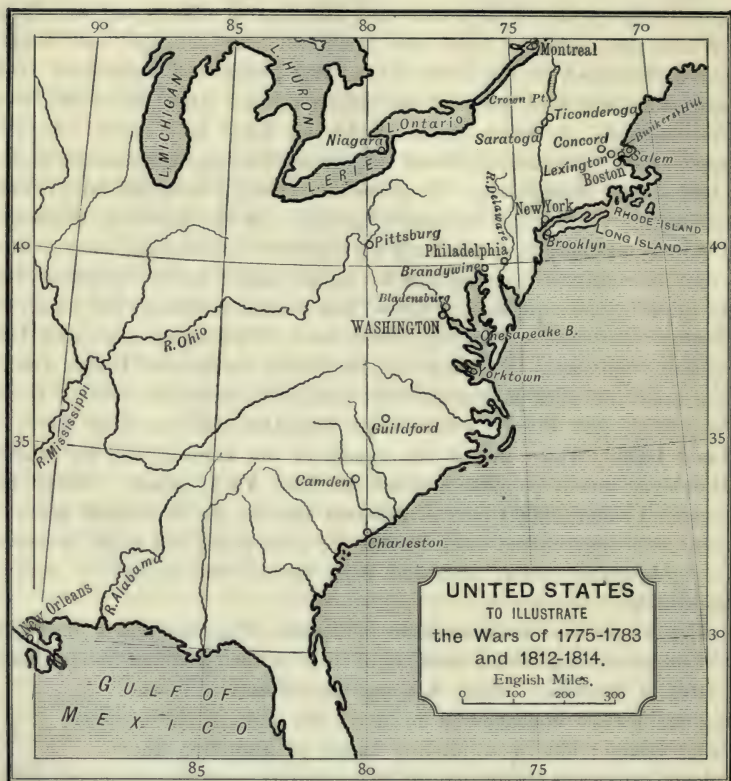 90
85
80
75
70
Montreal
L. HURON
L. MICHIGAN
Crown Pt.
Ticonderoga
L. Ontario
Bunkers Hill
Niagara
Saratoga
Concord
Salem
Lexington
L. ERIE
Boston
R. Delaware
New York
RHODE-ISLAND
LONG ISLAND
40
Pittsburg
Philadelphia
Brooklyn
40
Brandywine
Bladensburg
WASHINGTON
Chesapeake B.
R. Ohio
Yorktown
R. Mississippi
Guildford
35
35
Camden
Charleston
R. Alabama
New Orleans
UNITED STATES
TO ILLUSTRATE
the Wars of 1775-1783
and 1812-1814.
English Miles.
0 100 200 300
30
GULF OF
MEXICO
85
80
75